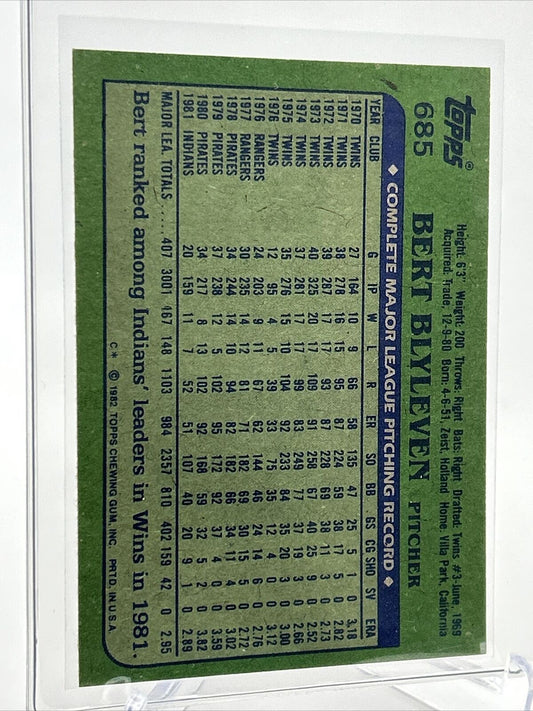 topps®
685 BERT BLYLEVEN PITCHER
Height: 6'3" Weight: 200 Throws: Right Bats: Right Drafted: Twins #3-June, 1969
Acquired: Trade, 12-9-80 Born: 4-6-51, Zeist, Holland Home: Villa Park, California
◆ COMPLETE MAJOR LEAGUE PITCHING RECORD ◆
YEAR CLUB G IP W L R ER SO BB GS CG SHO SV ERA
1970 TWINS 27 164 10 9 66 58 135 47 25 5 1 0 3.18
1971 TWINS 38 278 16 15 95 87 224 59 38 17 5 0 2.82
1972 TWINS 39 287 17 17 93 87 228 69 38 11 3 0 2.73
1973 TWINS 40 325 20 17 109 91 258 67 40 25 9 0 2.52
1974 TWINS 37 281 17 17 99 83 249 77 37 19 3 0 2.66
1975 TWINS 35 276 15 10 104 92 233 84 35 20 3 0 3.00
1976 TWINS 12 95 4 5 39 33 75 35 12 4 0 0 3.12
1976 RANGERS 24 203 9 11 67 62 144 46 24 14 6 0 2.76
1977 RANGERS 30 235 14 12 81 71 182 69 30 15 5 0 2.72
1978 PIRATES 34 244 14 10 94 82 182 66 34 11 4 0 3.02
1979 PIRATES 37 238 12 5 102 95 172 92 37 4 0 0 3.59
1980 PIRATES 34 217 8 13 102 92 168 59 32 5 2 0 3.82
1981 INDIANS 20 159 11 7 52 51 107 40 20 9 1 0 2.89
MAJOR LEA. TOTALS 407 3001 167 148 1103 984 2357 810 402 159 42 0 2.95
Bert ranked among Indians' leaders in Wins in 1981.
C* © 1982 TOPPS CHEWING GUM, INC. PRTD. IN U.S.A.